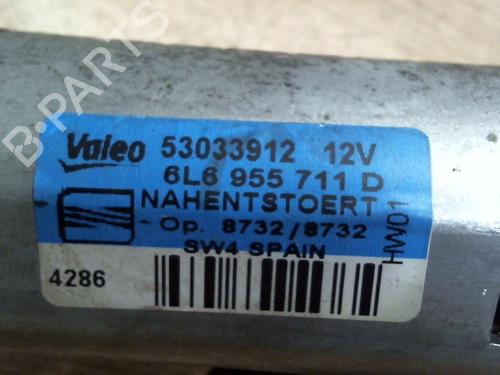 B-PARTS
Valeo 53033912 12V
6L6 955 711 D
NAHENTSTOERT
Op. 8732/8732
SW4 SPAIN
HW01
4286